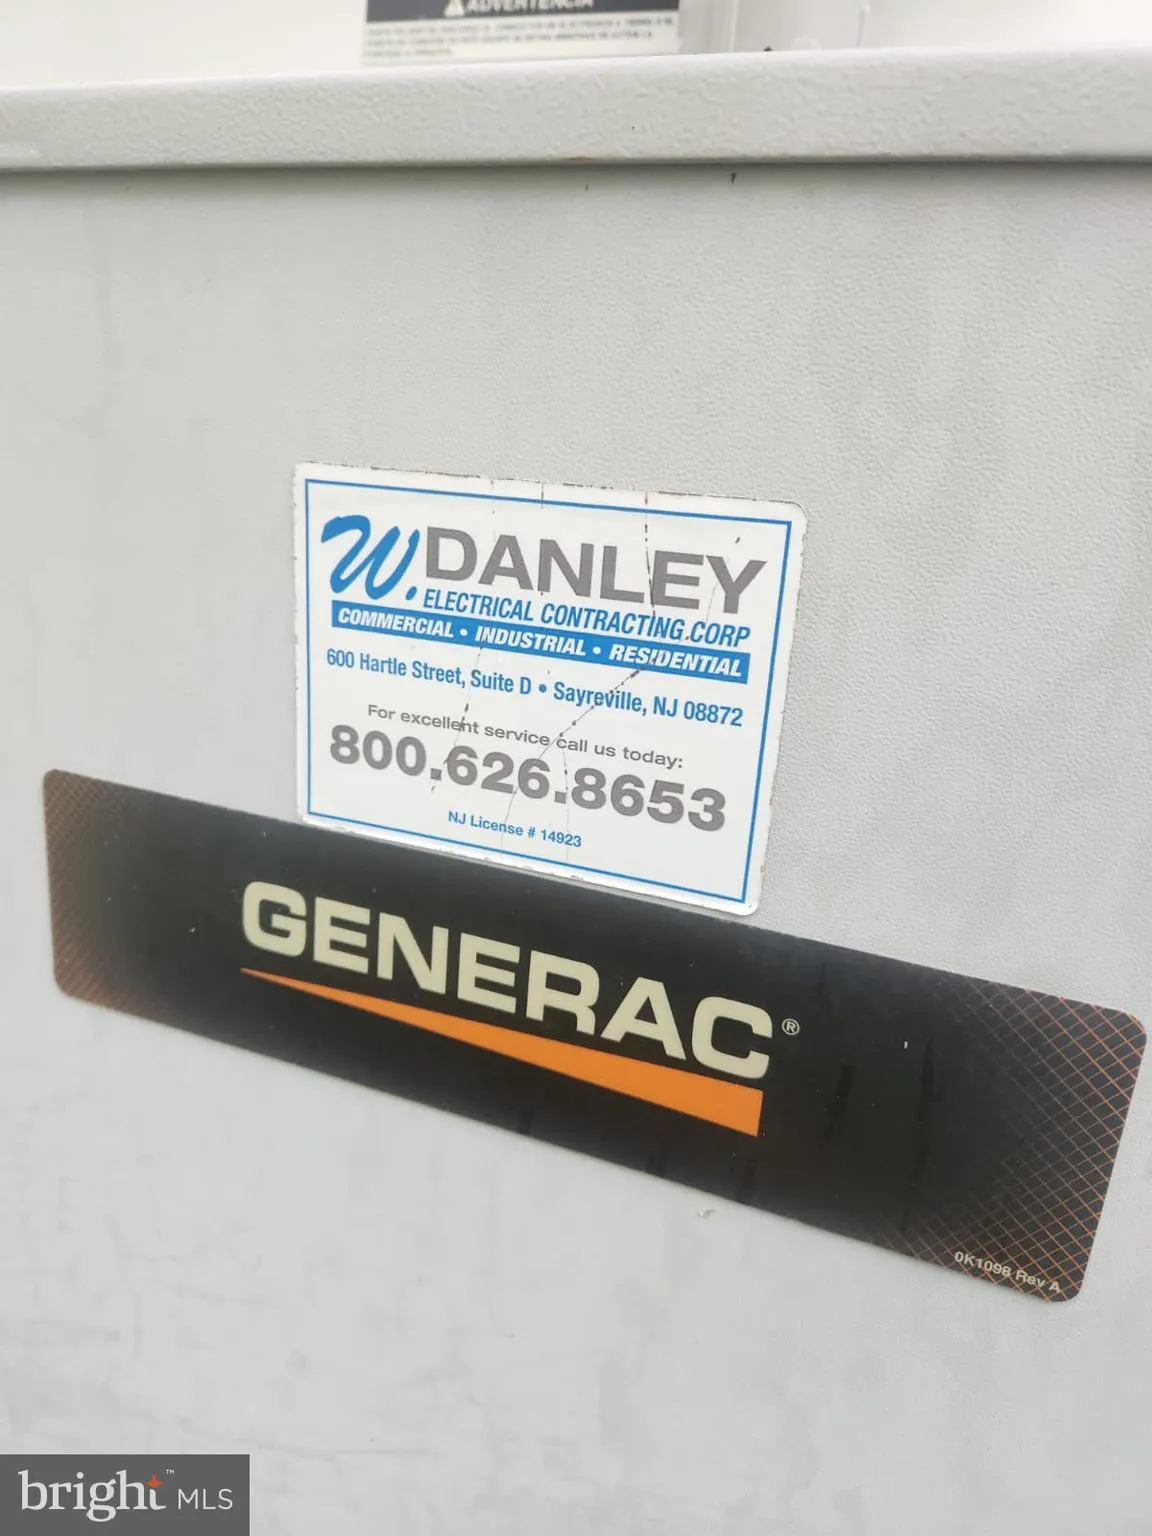 ADVERTENCIA
W. DANLEY
ELECTRICAL CONTRACTING CORP
COMMERCIAL • INDUSTRIAL • RESIDENTIAL
600 Hartle Street, Suite D • Sayreville, NJ 08872
For excellent service call us today:
800.626.8653
NJ License # 14923
GENERAC®
0K1098 Rev A
bright™ MLS